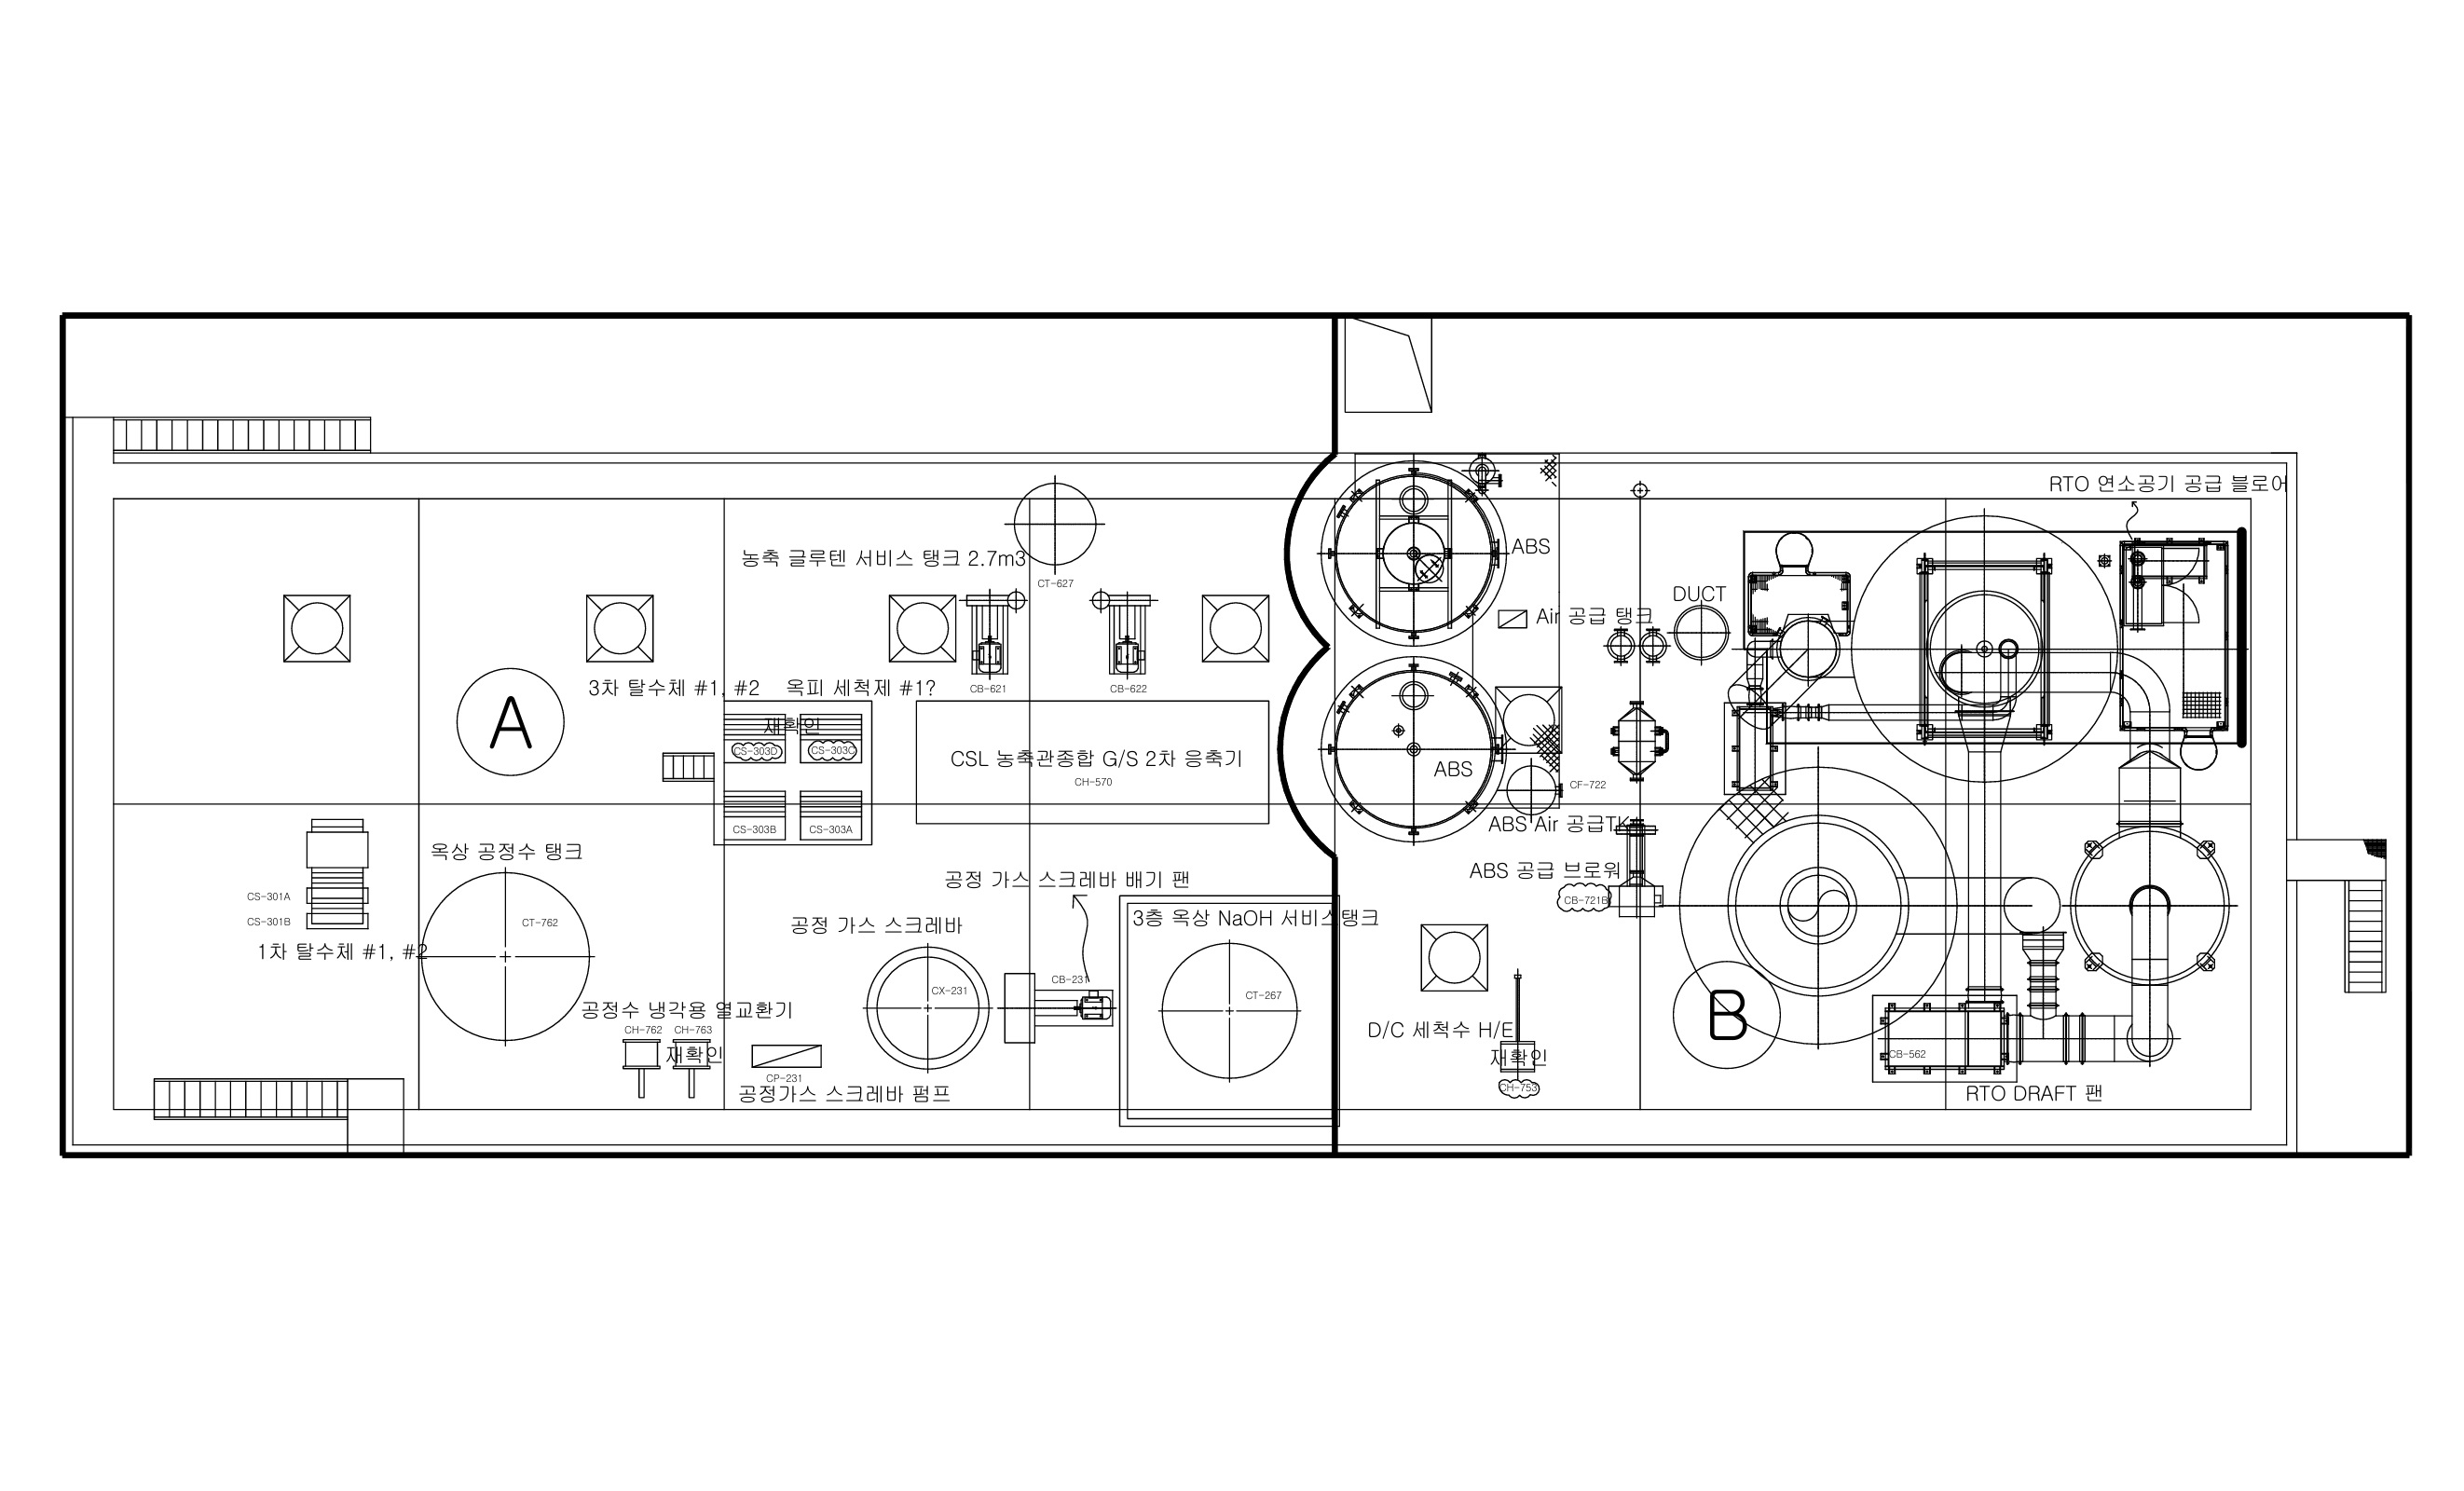 RTO 연소공기 공급 블로어
농축 글루텐 서비스 탱크 2.7m3
CT-627
ABS
DUCT
Air 공급 탱크
3차 탈수체 #1, #2
옥피 세척제 #1?
CB-621
CB-622
A
재확인
CS-303D
CS-303C
CSL 농축관종합 G/S 2차 응축기
CH-570
ABS
CF-722
CS-303B
CS-303A
ABS Air 공급TK
옥상 공정수 탱크
ABS 공급 브로워
공정 가스 스크레바 배기 팬
CS-301A
CS-301B
CB-721B
CT-762
공정 가스 스크레바
3층 옥상 NaOH 서비스탱크
1차 탈수체 #1, #2
CB-231
CX-231
CT-267
공정수 냉각용 열교환기
B
CH-762
CH-763
D/C 세척수 H/E
재확인
재확인
CB-562
CP-231
CH-753
공정가스 스크레바 펌프
RTO DRAFT 팬